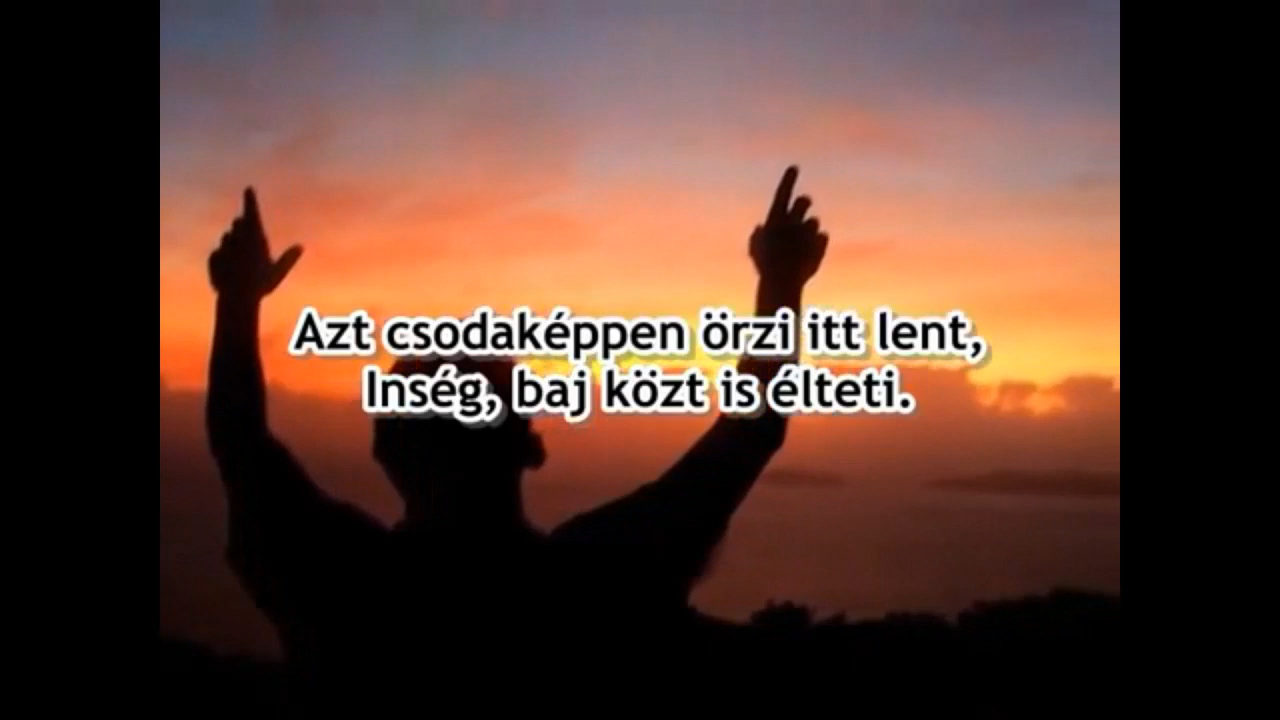 Azt csodaképpen örzi itt lent,
Inség, baj közt is élteti.